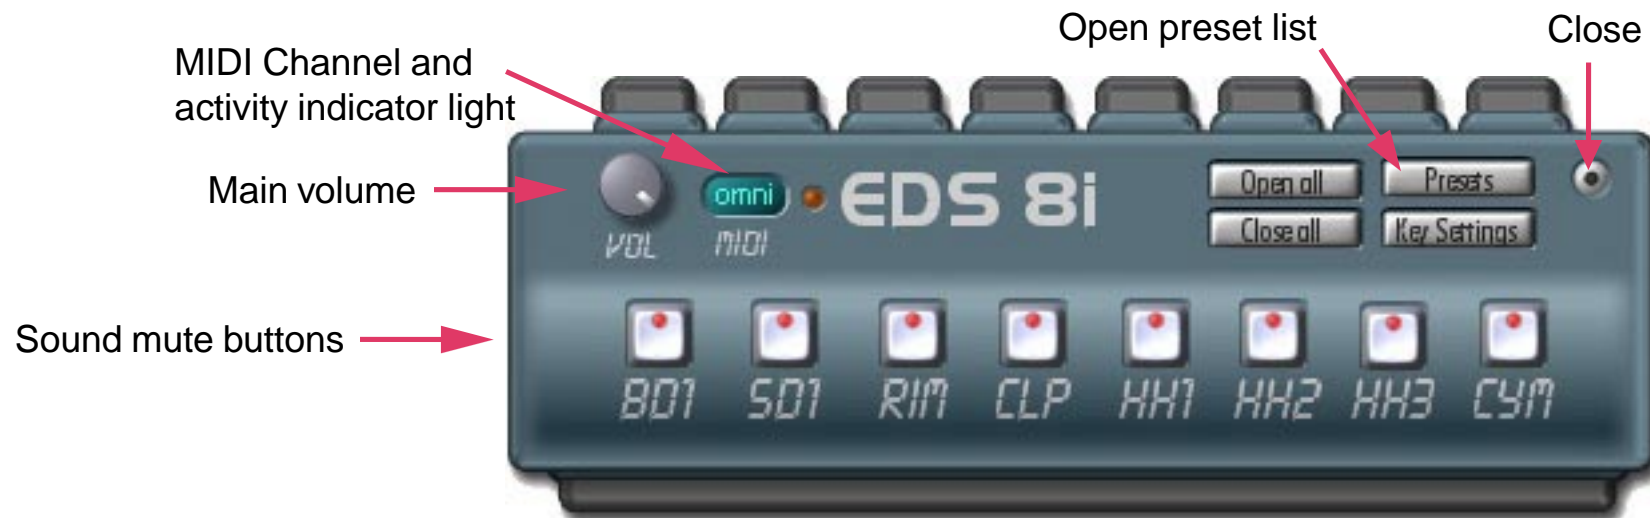 Open preset list
Close
MIDI Channel and
activity indicator light
Main volume
omni
EDS 8i
Open all
Presets
Close all
Key Settings
VOL
MIDI
Sound mute buttons
BD1 SD1 RIM CLP HH1 HH2 HH3 CYM